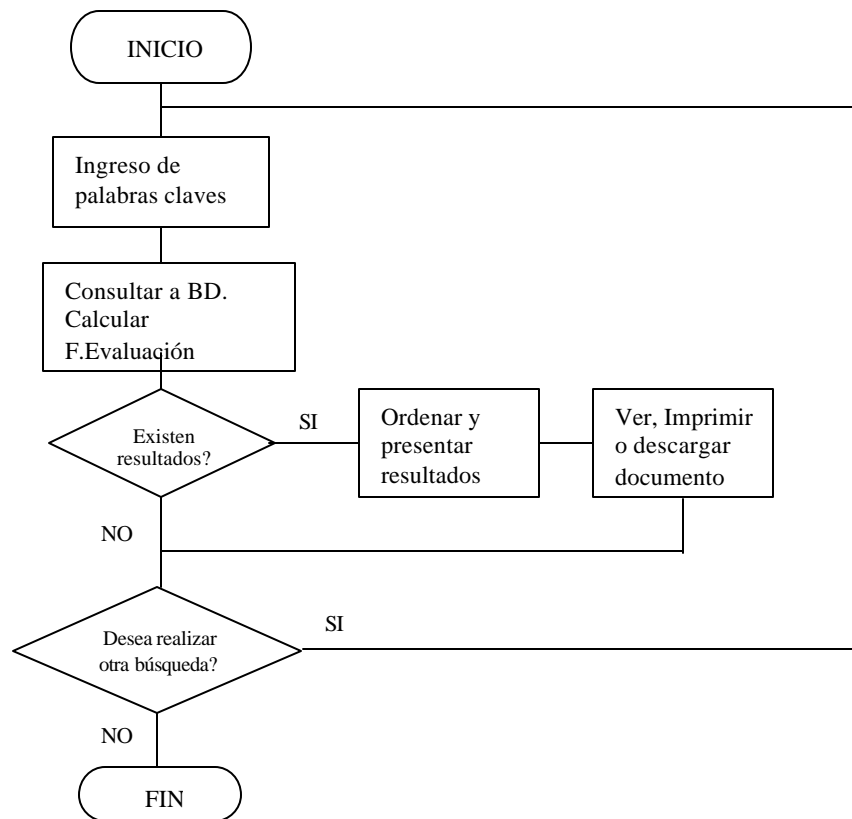 INICIO
Ingreso de
palabras claves
Consultar a BD.
Calcular
F.Evaluación
Existen
resultados?
SI
Ordenar y
presentar
resultados
Ver, Imprimir
o descargar
documento
NO
Desea realizar
otra búsqueda?
SI
NO
FIN